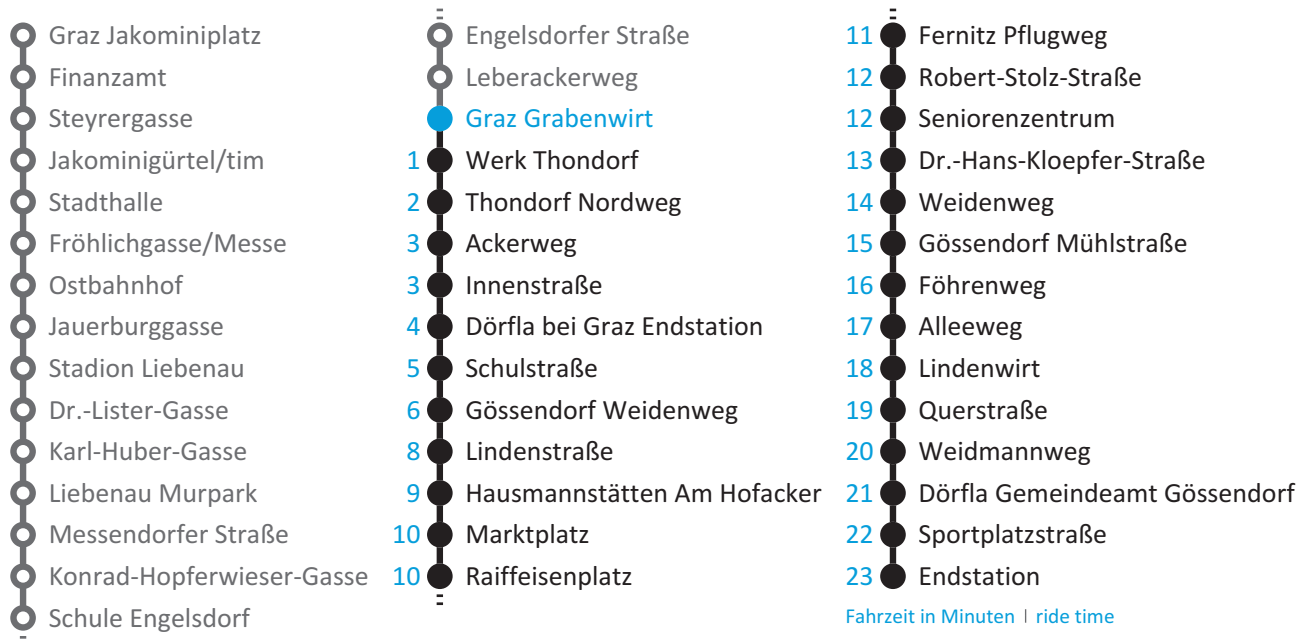 Graz Jakominiplatz
Finanzamt
Steyrergasse
Jakominigürtel/tim
Stadthalle
Fröhlichgasse/Messe
Ostbahnhof
Jauerburggasse
Stadion Liebenau
Dr.-Lister-Gasse
Karl-Huber-Gasse
Liebenau Murpark
Messendorfer Straße
Konrad-Hopferwieser-Gasse
Schule Engelsdorf
Engelsdorfer Straße
Leberackerweg
Graz Grabenwirt
1 Werk Thondorf
2 Thondorf Nordweg
3 Ackerweg
3 Innenstraße
4 Dörfla bei Graz Endstation
5 Schulstraße
6 Gössendorf Weidenweg
8 Lindenstraße
9 Hausmannstätten Am Hofacker
10 Marktplatz
10 Raiffeisenplatz
11 Fernitz Pflugweg
12 Robert-Stolz-Straße
12 Seniorenzentrum
13 Dr.-Hans-Kloepfer-Straße
14 Weidenweg
15 Gössendorf Mühlstraße
16 Föhrenweg
17 Alleeweg
18 Lindenwirt
19 Querstraße
20 Weidmannweg
21 Dörfla Gemeindeamt Gössendorf
22 Sportplatzstraße
23 Endstation
Fahrzeit in Minuten | ride time